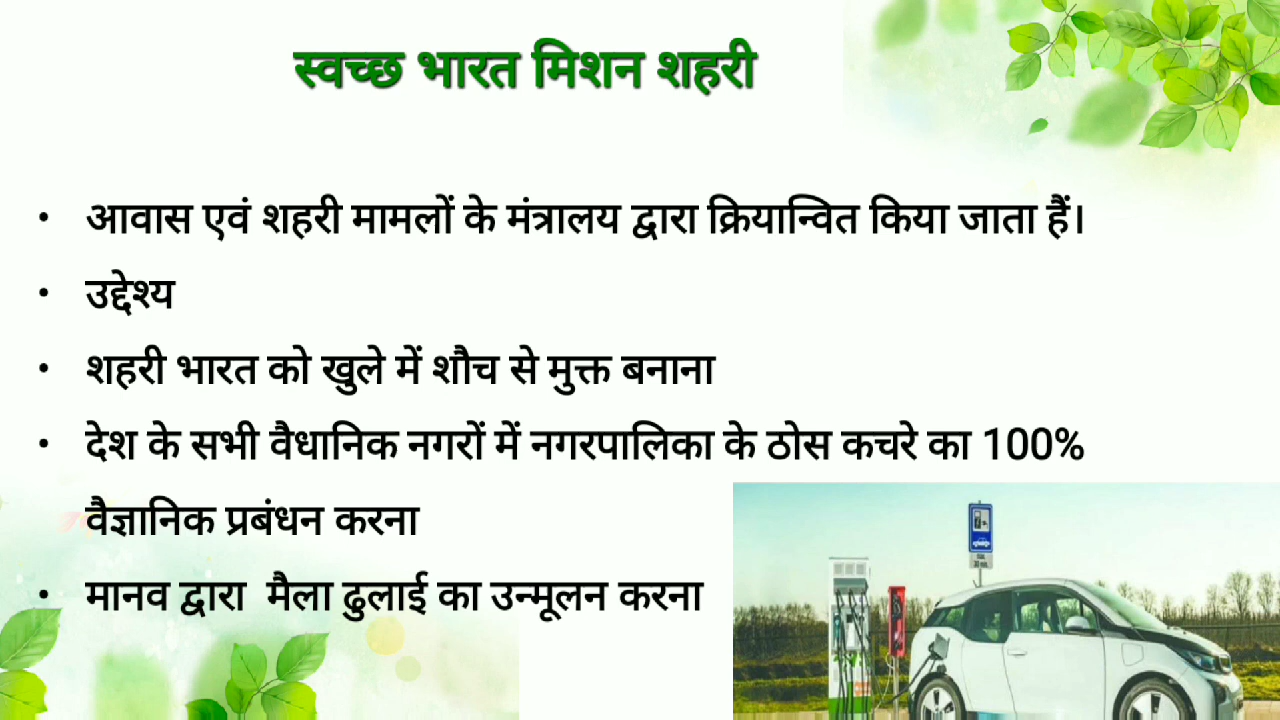 स्वच्छ भारत मिशन शहरी
• आवास एवं शहरी मामलों के मंत्रालय द्वारा क्रियान्वित किया जाता हैं।
• उद्देश्य
• शहरी भारत को खुले में शौच से मुक्त बनाना
• देश के सभी वैधानिक नगरों में नगरपालिका के ठोस कचरे का 100%
वैज्ञानिक प्रबंधन करना
• मानव द्वारा मैला ढुलाई का उन्मूलन करना